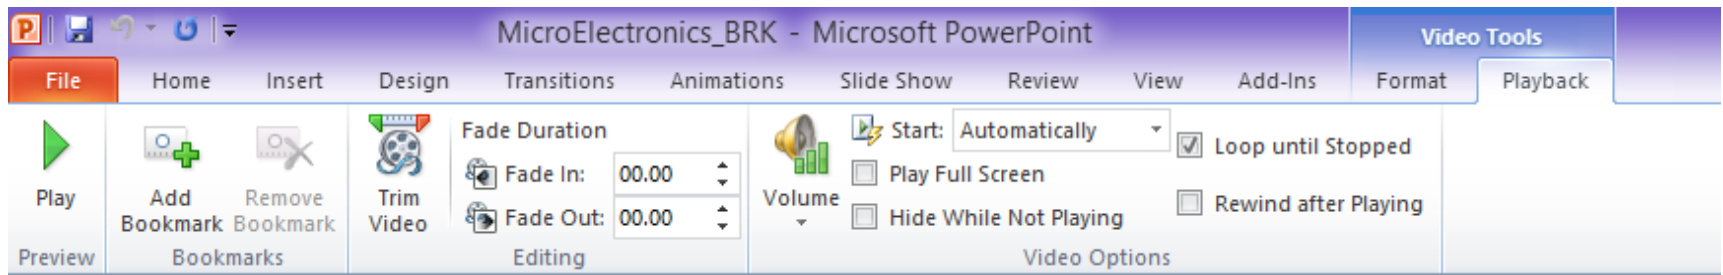 MicroElectronics_BRK - Microsoft PowerPoint
Video Tools
File Home Insert Design Transitions Animations Slide Show Review View Add-Ins Format Playback
Play
Add Bookmark
Remove Bookmark
Trim Video
Fade Duration
Fade In: 00.00
Fade Out: 00.00
Volume
Start: Automatically
Play Full Screen
Hide While Not Playing
Loop until Stopped
Rewind after Playing
Preview
Bookmarks
Editing
Video Options